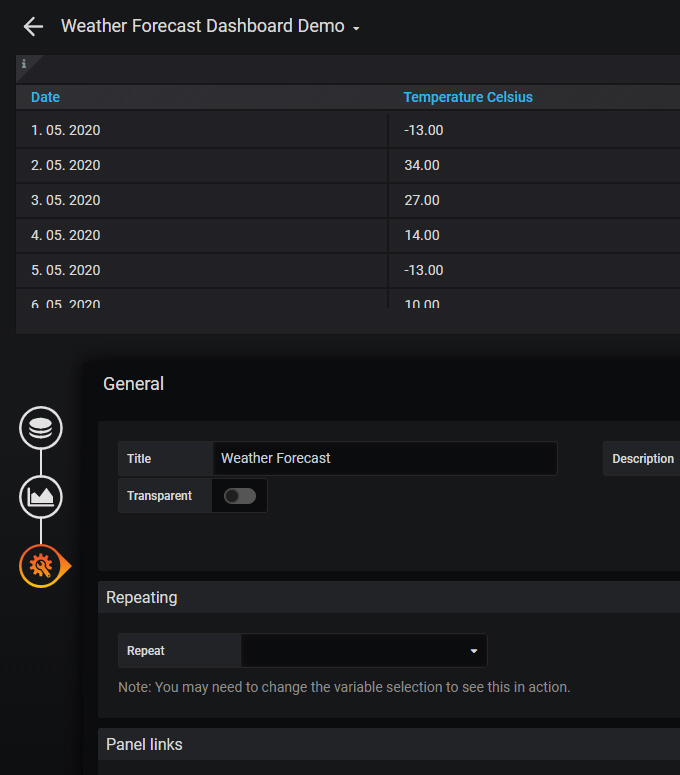 Weather Forecast Dashboard Demo
i
Date Temperature Celsius
1. 05. 2020 -13.00
2. 05. 2020 34.00
3. 05. 2020 27.00
4. 05. 2020 14.00
5. 05. 2020 -13.00
6. 05. 2020 10.00
General
Title Weather Forecast Description
Transparent
Repeating
Repeat
Note: You may need to change the variable selection to see this in action.
Panel links